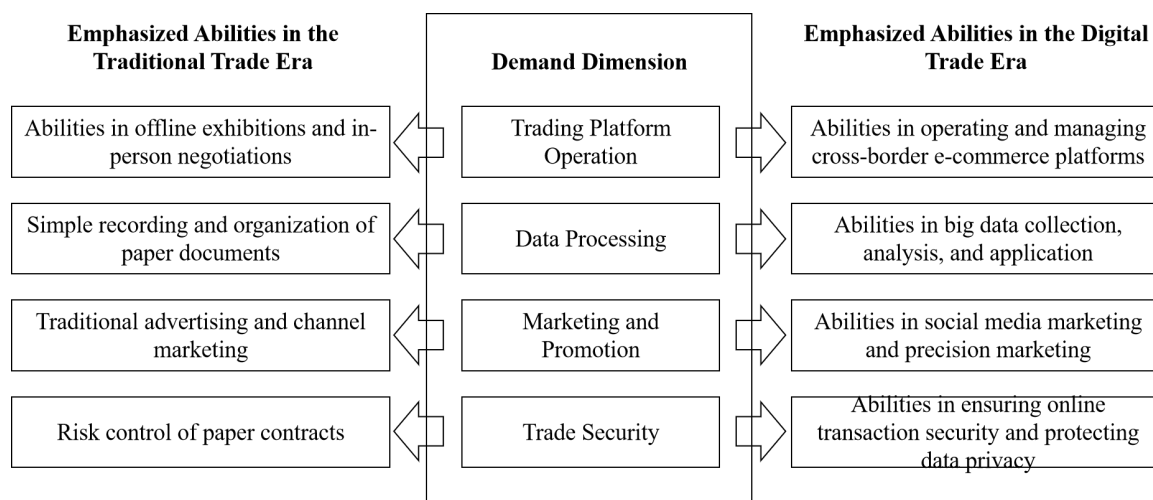 Emphasized Abilities in the
Traditional Trade Era
Demand Dimension
Emphasized Abilities in the Digital
Trade Era
Abilities in offline exhibitions and in-
person negotiations
Trading Platform
Operation
Abilities in operating and managing
cross-border e-commerce platforms
Simple recording and organization of
paper documents
Data Processing
Abilities in big data collection,
analysis, and application
Traditional advertising and channel
marketing
Marketing and
Promotion
Abilities in social media marketing
and precision marketing
Risk control of paper contracts
Trade Security
Abilities in ensuring online
transaction security and protecting
data privacy